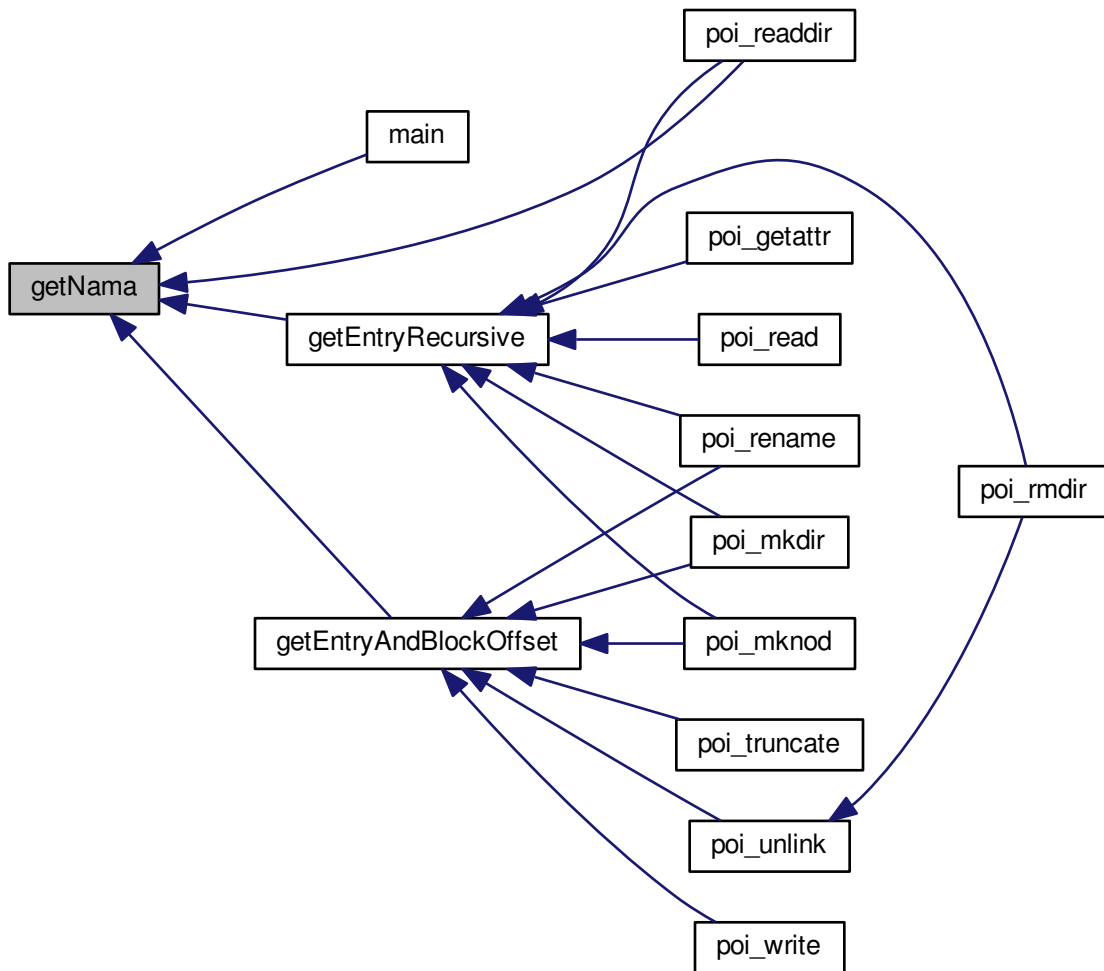 poi_readdir
main
poi_getattr
getNama
getEntryRecursive
poi_read
poi_rename
poi_rmdir
poi_mkdir
getEntryAndBlockOffset
poi_mknod
poi_truncate
poi_unlink
poi_write